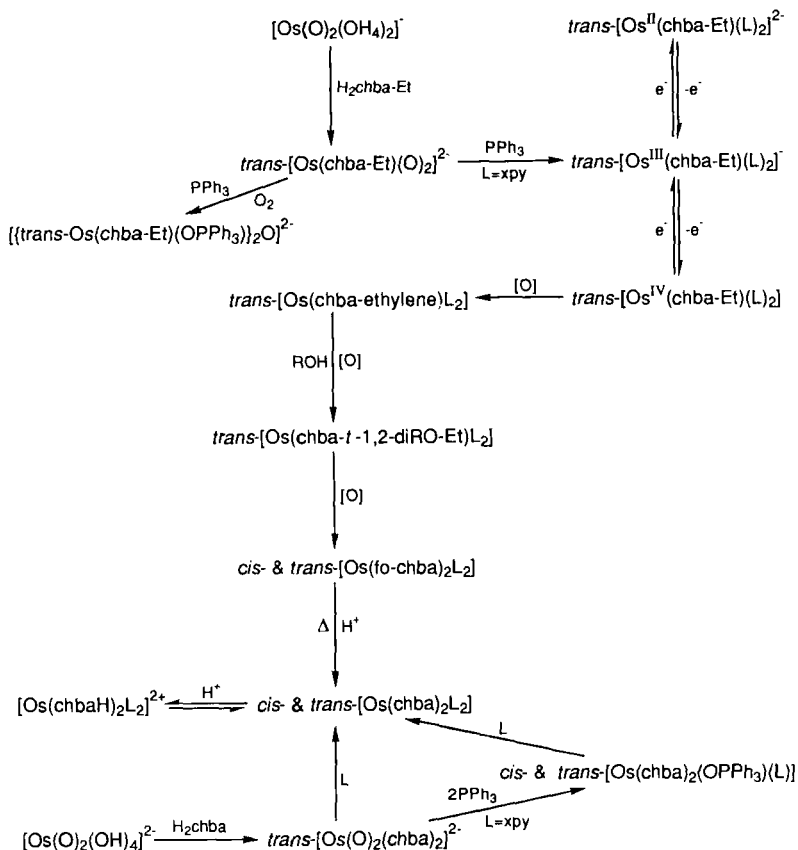 [Os(O)₂(OH₄)₂]⁻
trans-[Osᴵᴵ(chba-Et)(L)₂]²⁻
H₂chba-Et
e⁻ -e⁻
trans-[Os(chba-Et)(O)₂]²⁻
PPh₃
L=xpy
trans-[Osᴵᴵᴵ(chba-Et)(L)₂]⁻
PPh₃
O₂
[{trans-Os(chba-Et)(OPPh₃)}₂O]²⁻
e⁻ -e⁻
trans-[Os(chba-ethylene)L₂]
[O]
trans-[Osᴵⱽ(chba-Et)(L)₂]
ROH [O]
trans-[Os(chba-t -1,2-diRO-Et)L₂]
[O]
cis- & trans-[Os(fo-chba)₂L₂]
Δ H⁺
[Os(chbaH)₂L₂]²⁺
H⁺
cis- & trans-[Os(chba)₂L₂]
L
cis- & trans-[Os(chba)₂(OPPh₃)(L)]
L
2PPh₃
L=xpy
[Os(O)₂(OH)₄]²⁻
H₂chba
trans-[Os(O)₂(chba)₂]²⁻